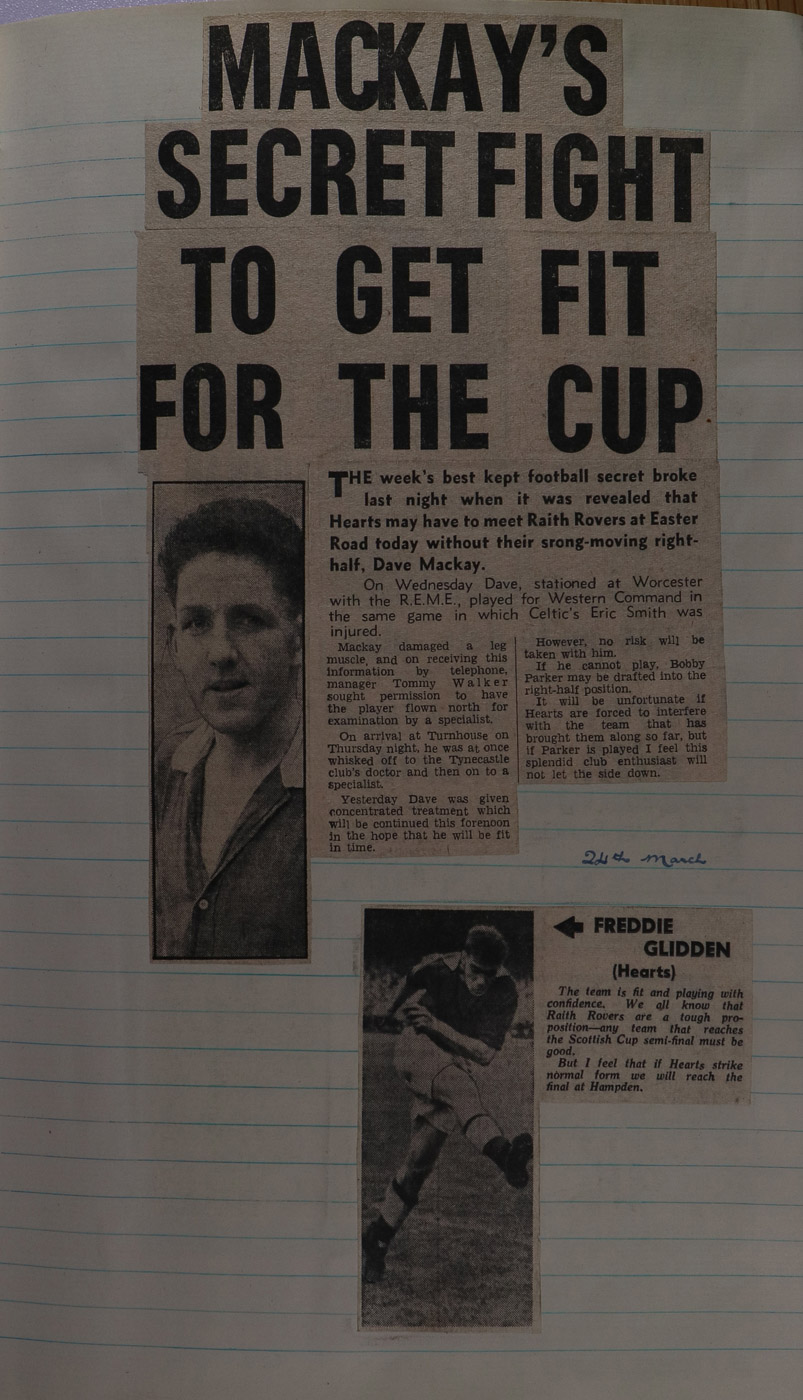 MACKAY'S
SECRET FIGHT
TO GET FIT
FOR THE CUP
THE week's best kept football secret broke
last night when it was revealed that
Hearts may have to meet Raith Rovers at Easter
Road today without their srong-moving right-
half, Dave Mackay.
On Wednesday Dave, stationed at Worcester
with the R.E.M.E., played for Western Command in
the same game in which Celtic's Eric Smith was
injured.
Mackay damaged a leg
muscle, and on receiving this
information by telephone,
manager Tommy Walker
sought permission to have
the player flown north for
examination by a specialist.
On arrival at Turnhouse on
Thursday night, he was at once
whisked off to the Tynecastle
club's doctor and then on to a
specialist.
Yesterday Dave was given
concentrated treatment which
will be continued this forenoon
in the hope that he will be fit
in time.
However, no risk will be
taken with him.
If he cannot play, Bobby
Parker may be drafted into the
right-half position.
It will be unfortunate if
Hearts are forced to interfere
with the team that has
brought them along so far, but
if Parker is played I feel this
splendid club enthusiast will
not let the side down.
24th March
FREDDIE
GLIDDEN
(Hearts)
The team is fit and playing with
confidence. We all know that
Raith Rovers are a tough pro-
position—any team that reaches
the Scottish Cup semi-final must be
good.
But I feel that if Hearts strike
normal form we will reach the
final at Hampden.